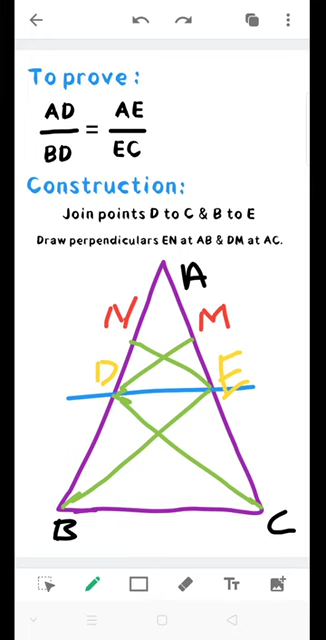 To prove:
AD = AE
BD EC
Construction:
Join points D to C & B to E
Draw perpendiculars EN at AB & DM at AC.
A
N M
D E
B C
TT